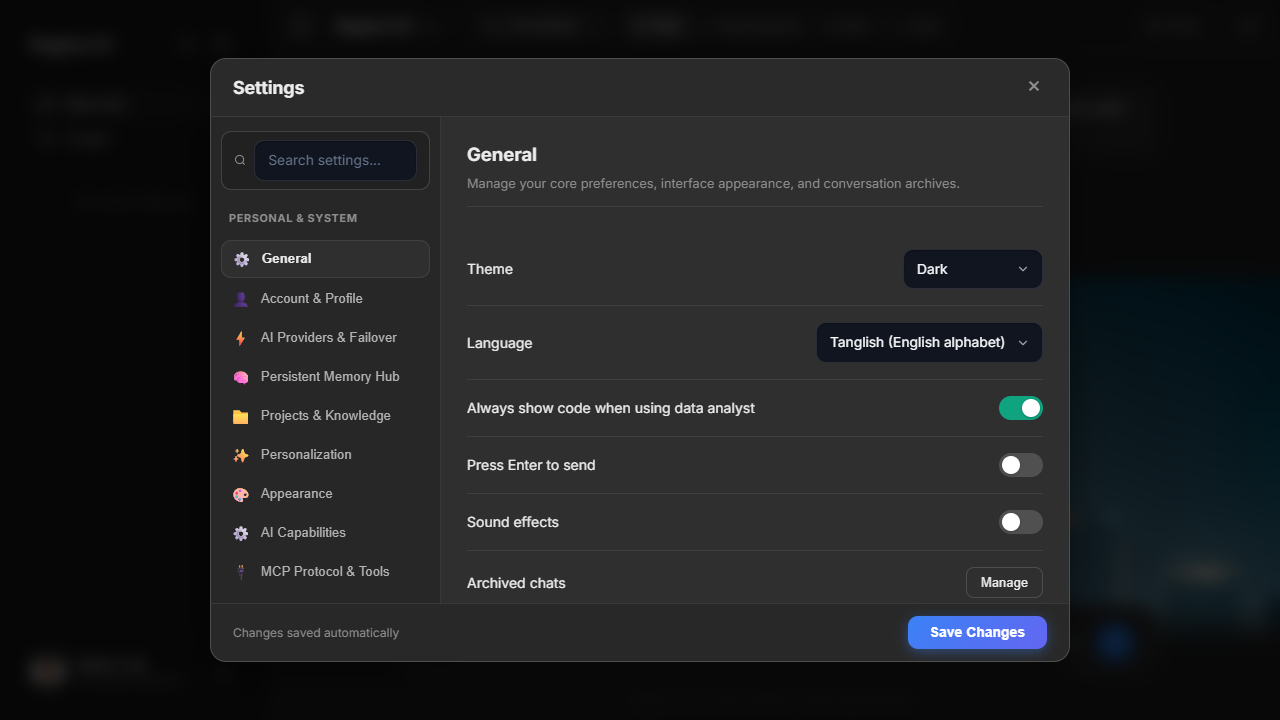 Settings
Search settings...
PERSONAL & SYSTEM
General
Account & Profile
AI Providers & Failover
Persistent Memory Hub
Projects & Knowledge
Personalization
Appearance
AI Capabilities
MCP Protocol & Tools
General
Manage your core preferences, interface appearance, and conversation archives.
Theme
Dark
Language
Tanglish (English alphabet)
Always show code when using data analyst
Press Enter to send
Sound effects
Archived chats
Manage
Changes saved automatically
Save Changes